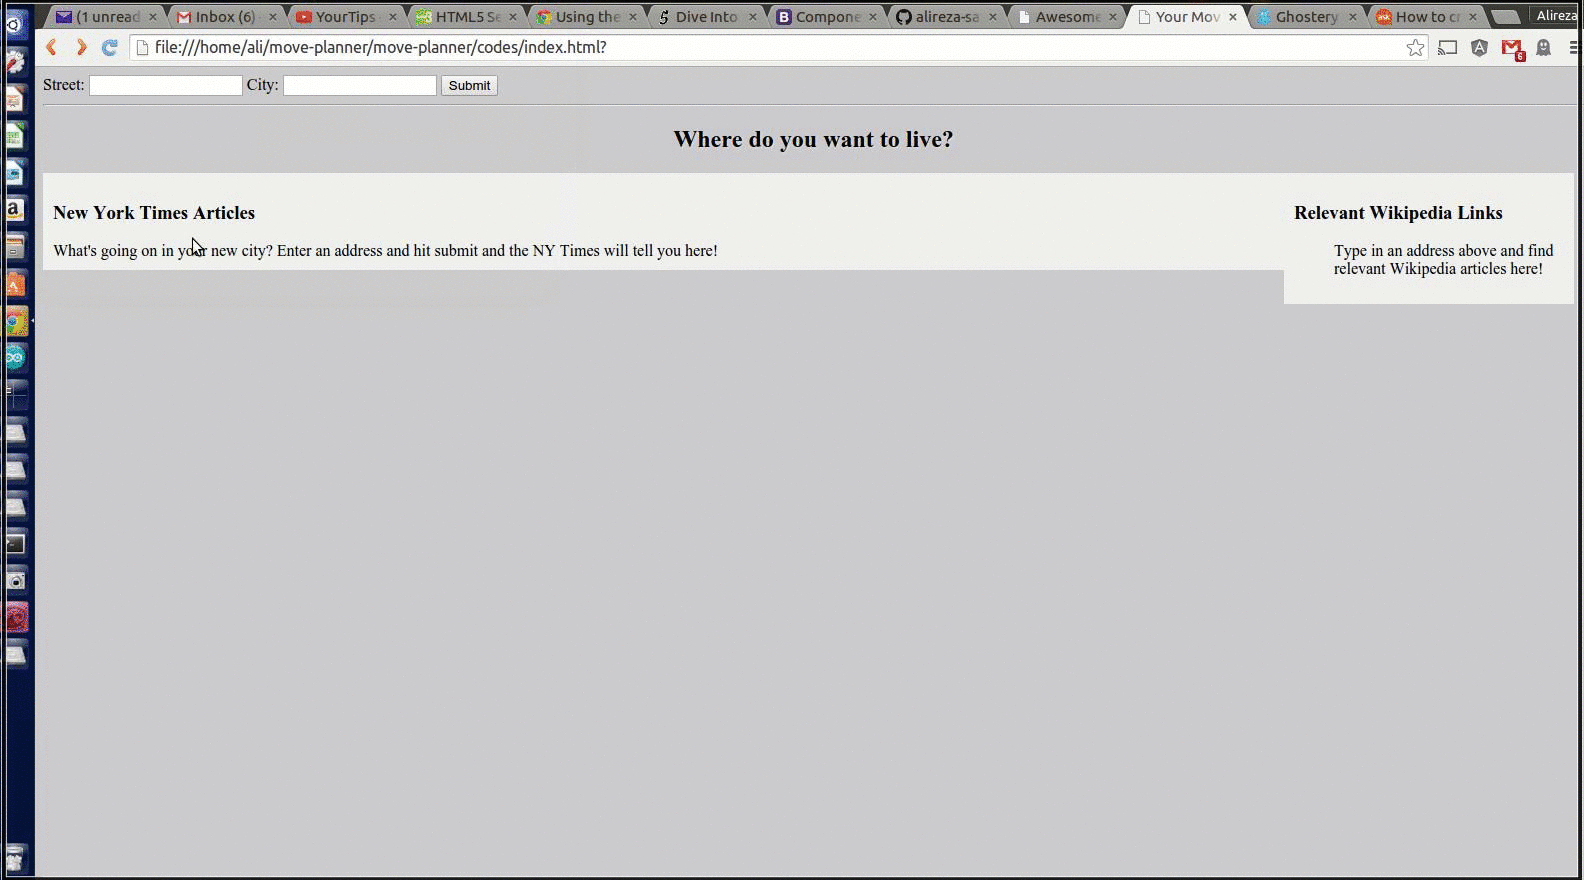 (1 unread
Inbox (6)
YourTips
HTML5 Se
Using the
Dive Into
Compone
alireza-sa
Awesome
Your Mov
Ghostery
How to cr
Alireza
file:///home/ali/move-planner/move-planner/codes/index.html?
6
Street: City: Submit
Where do you want to live?
New York Times Articles
What's going on in your new city? Enter an address and hit submit and the NY Times will tell you here!
Relevant Wikipedia Links
Type in an address above and find
relevant Wikipedia articles here!